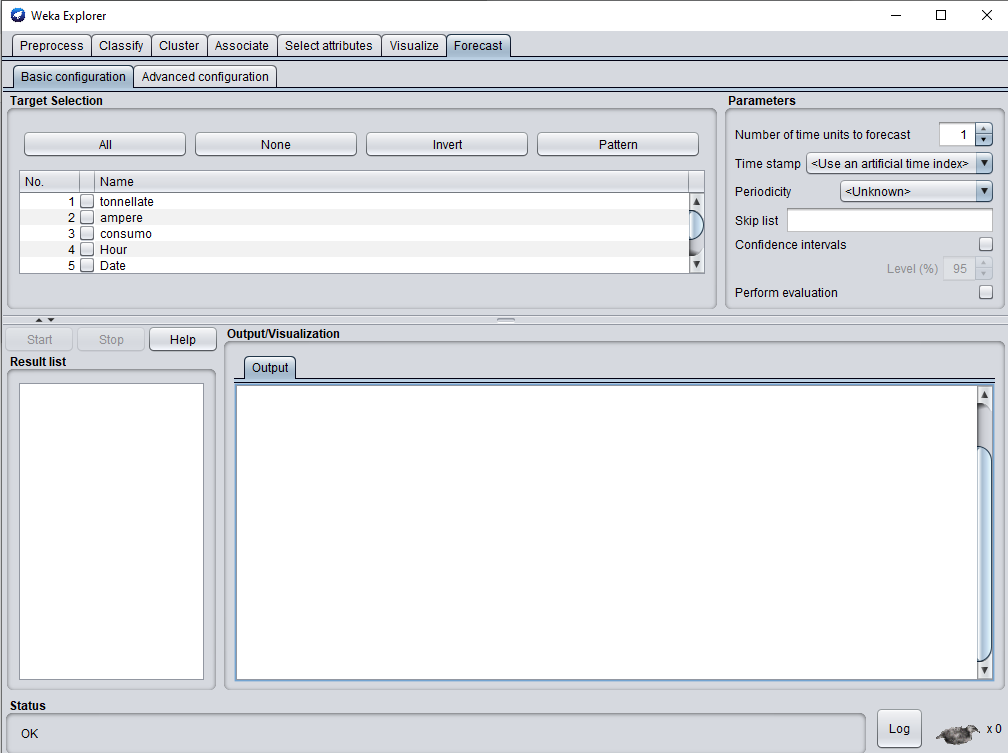 Weka Explorer
Preprocess Classify Cluster Associate Select attributes Visualize Forecast
Basic configuration Advanced configuration
Target Selection
All None Invert Pattern
No. Name
1 tonnellate
2 ampere
3 consumo
4 Hour
5 Date
Parameters
Number of time units to forecast 1
Time stamp <Use an artificial time index>
Periodicity <Unknown>
Skip list
Confidence intervals
Level (%) 95
Perform evaluation
Start Stop Help
Result list
Output/Visualization
Output
Status
OK
Log
x 0